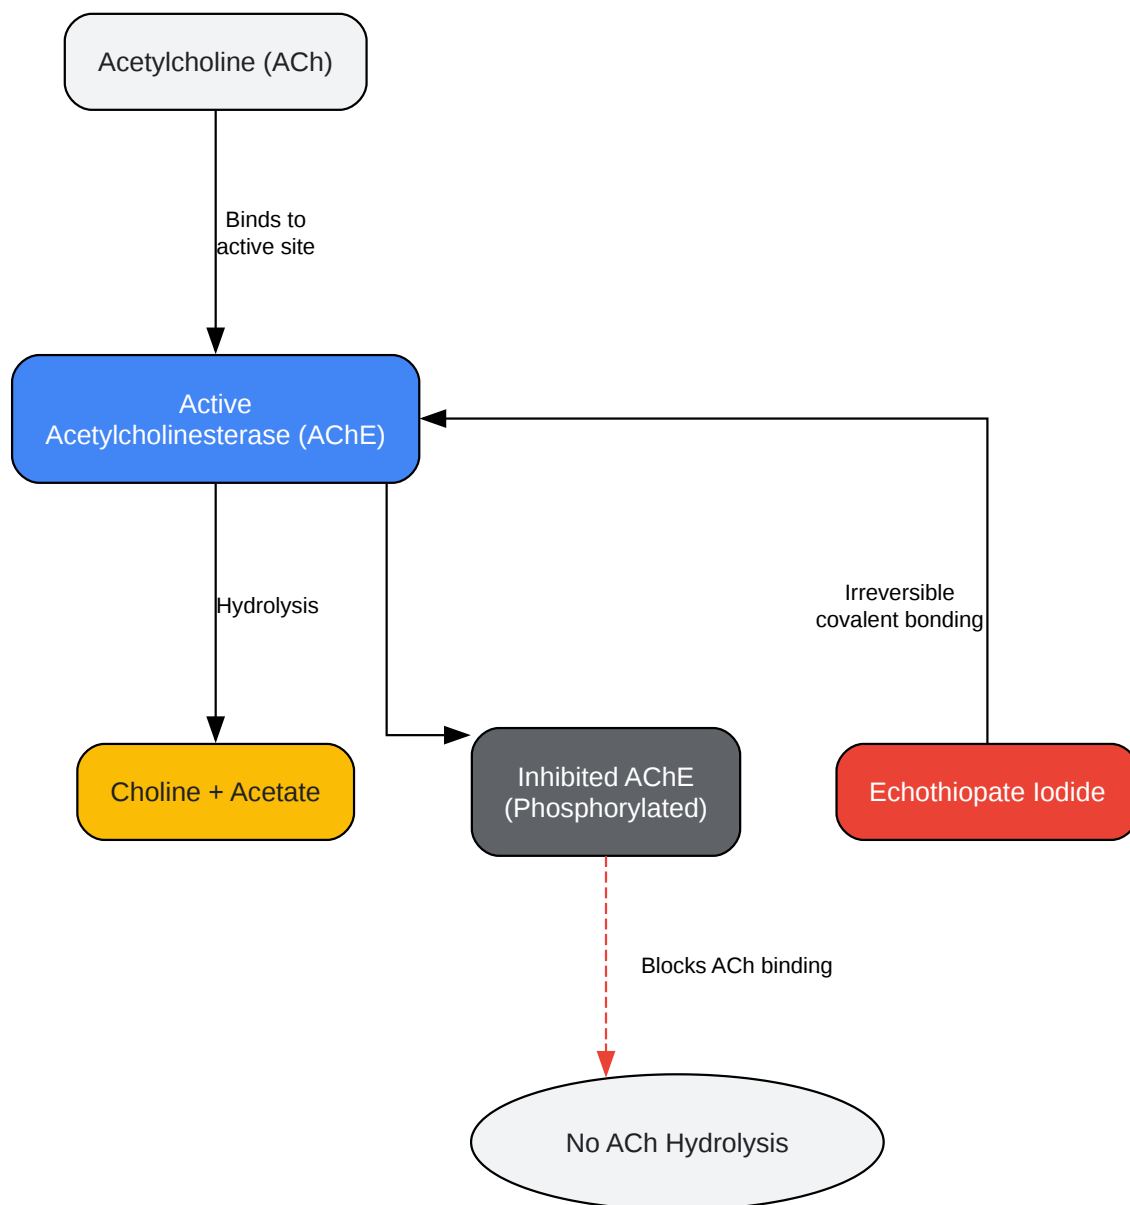 Acetylcholine (ACh)
Binds to
active site
Active
Acetylcholinesterase (AChE)
Hydrolysis
Irreversible
covalent bonding
Choline + Acetate
Inhibited AChE
(Phosphorylated)
Echothiopate Iodide
Blocks ACh binding
No ACh Hydrolysis